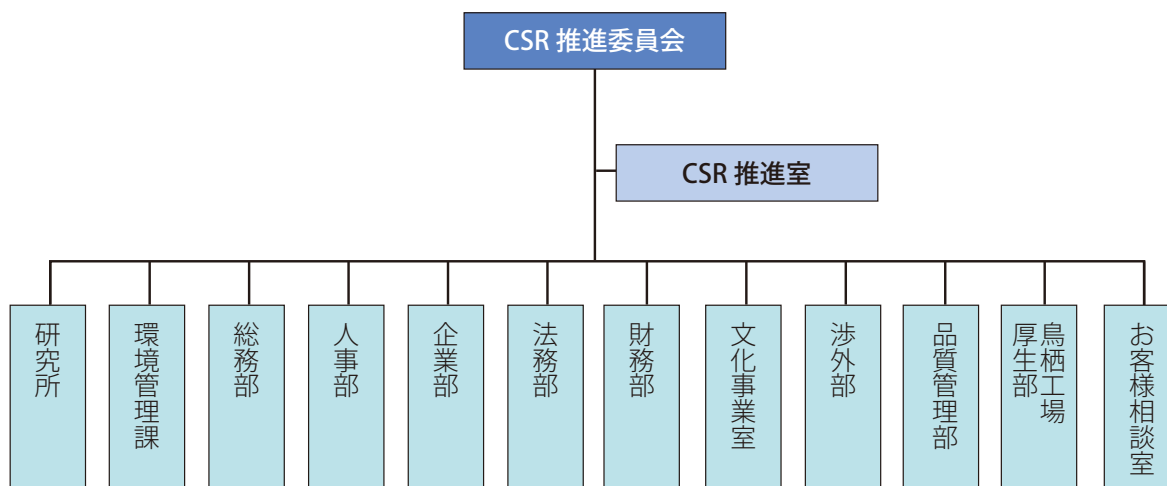 CSR 推進委員会
CSR 推進室
研究所
環境管理課
総務部
人事部
企業部
法務部
財務部
文化事業室
渉外部
品質管理部
鳥栖工場
厚生部
お客様相談室